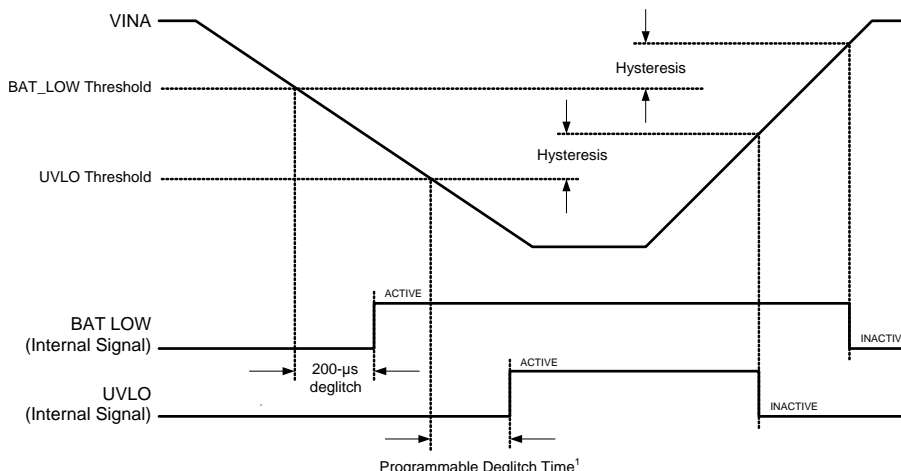 VINA
Hysteresis
BAT_LOW Threshold
Hysteresis
UVLO Threshold
ACTIVE
BAT LOW
(Internal Signal)
INACTIV
200-µs
deglitch
ACTIVE
UVLO
(Internal Signal)
INACTIVE
Programmable Deglitch Time¹